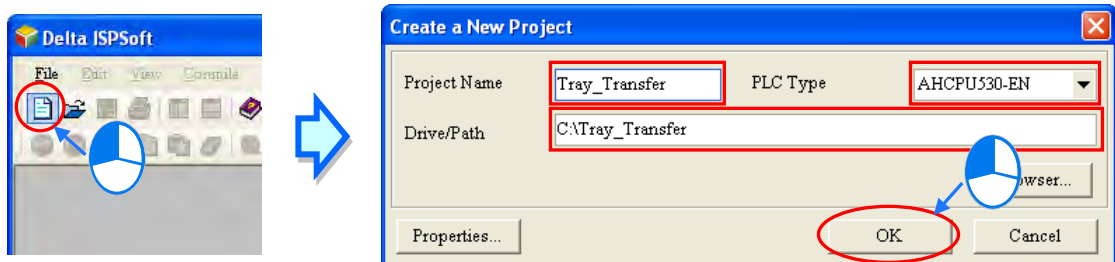 Delta ISPSoft
File Edit View Compile
Create a New Project
Project Name Tray_Transfer PLC Type AHCPU530-EN
Drive/Path C:\Tray_Transfer
wser...
Properties... OK Cancel